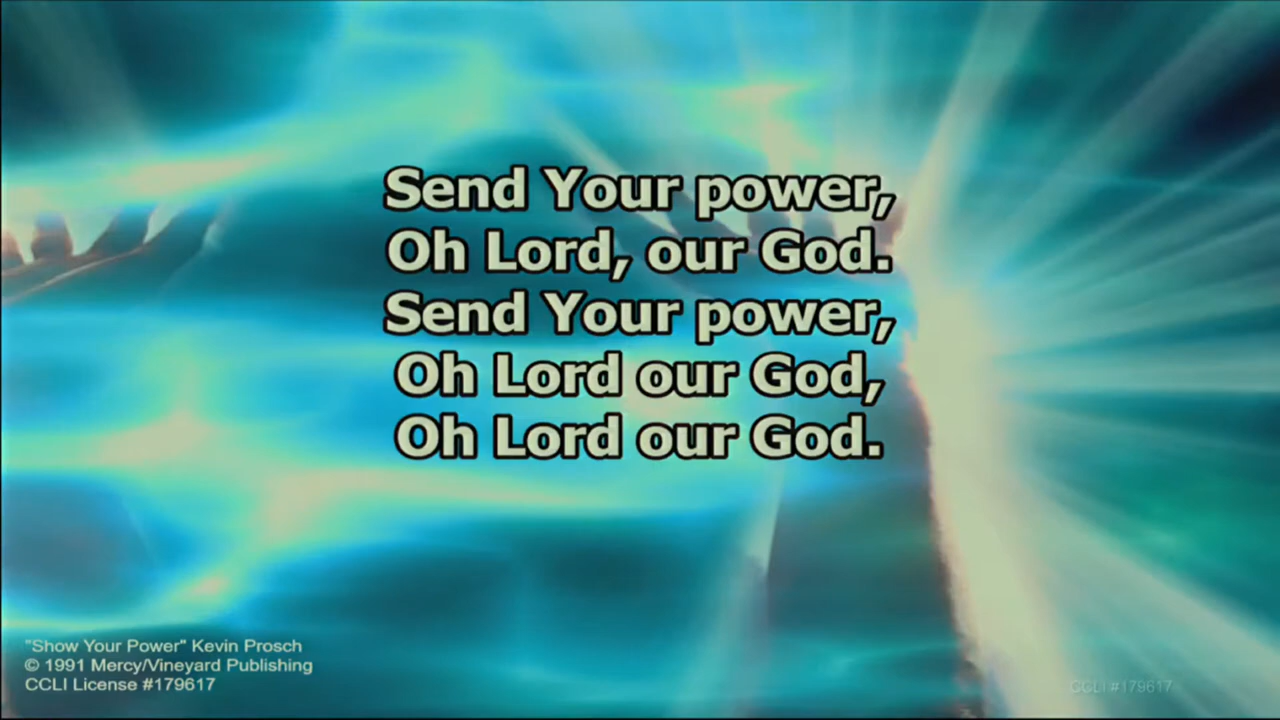 Send Your power,
Oh Lord, our God.
Send Your power,
Oh Lord our God,
Oh Lord our God.
"Show Your Power" Kevin Prosch
© 1991 Mercy/Vineyard Publishing
CCLI License #179617
CCLI #179617